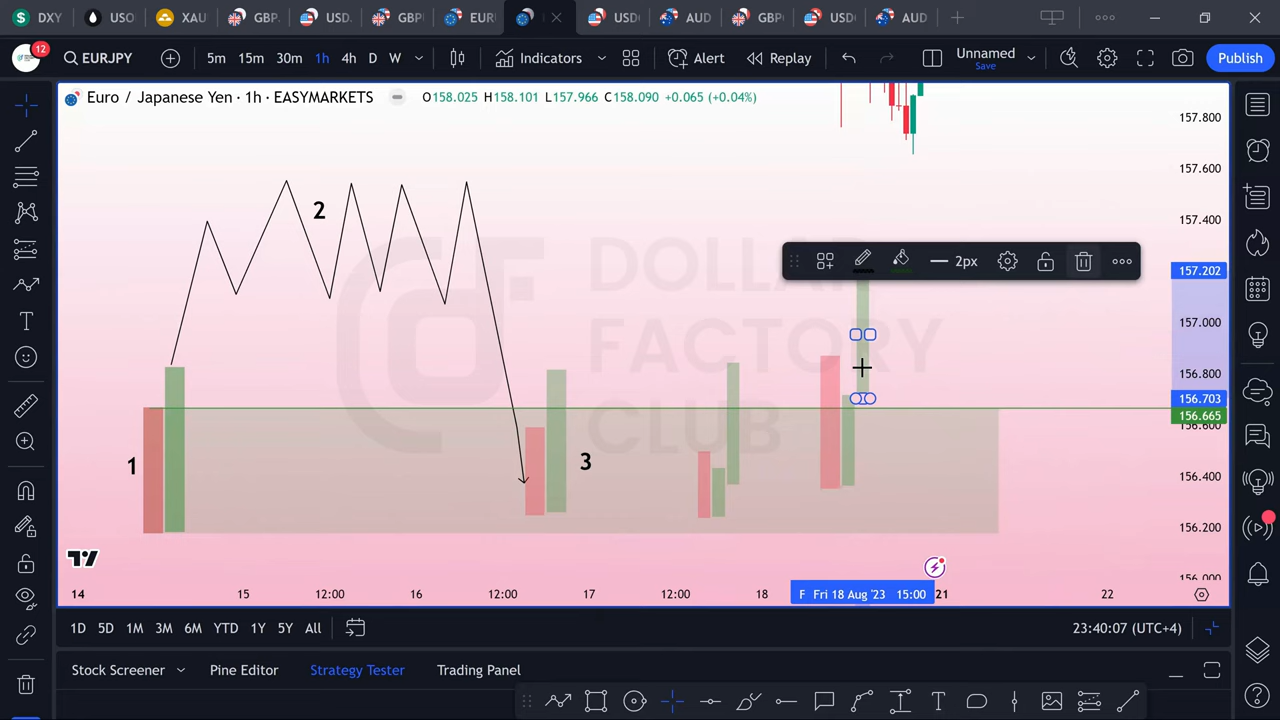 DXY
USO
XAU
GBP.
USD.
GBP
EUR
USD
AUD
GBP
USD
AUD
12
EURJPY
5m 15m 30m 1h 4h D W
Indicators
Alert
Replay
Unnamed
Save
Publish
Euro / Japanese Yen · 1h · EASYMARKETS
O158.025 H158.101 L157.966 C158.090 +0.065 (+0.04%)
157.800
157.600
157.400
157.202
157.000
156.800
156.703
156.665
156.600
156.400
156.200
156.000
2
1
3
2px
DOLLAR
FACTORY
CLUB
14 15 12:00 16 12:00 17 12:00 18 F Fri 18 Aug '23 15:00 21 22
1D 5D 1M 3M 6M YTD 1Y 5Y All
23:40:07 (UTC+4)
Stock Screener
Pine Editor
Strategy Tester
Trading Panel